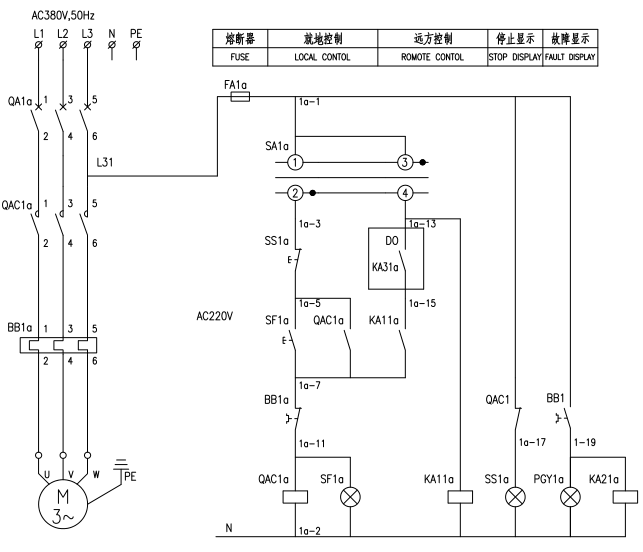 AC380V,50Hz
L1 L2 L3 N PE
熔断器 就地控制 远方控制 停止显示 故障显示
FUSE LOCAL CONTOL ROMOTE CONTOL STOP DISPLAY FAULT DISPLAY
FA1a
QA1a 1 3 5
1a-1
2 4 6
SA1a
L31
1 3
2 4
QAC1a 1 3 5
1a-3 1a-13
2 4 6
SS1a DO
KA31a
1a-5 1a-15
AC220V
SF1a QAC1a KA11a
BB1a 1 3 5
2 4 6
1a-7
BB1a QAC1 BB1
1a-11 1a-17 1-19
U V W PE
QAC1a SF1a KA11a SS1a PGY1a KA21a
M
3~
N 1a-2